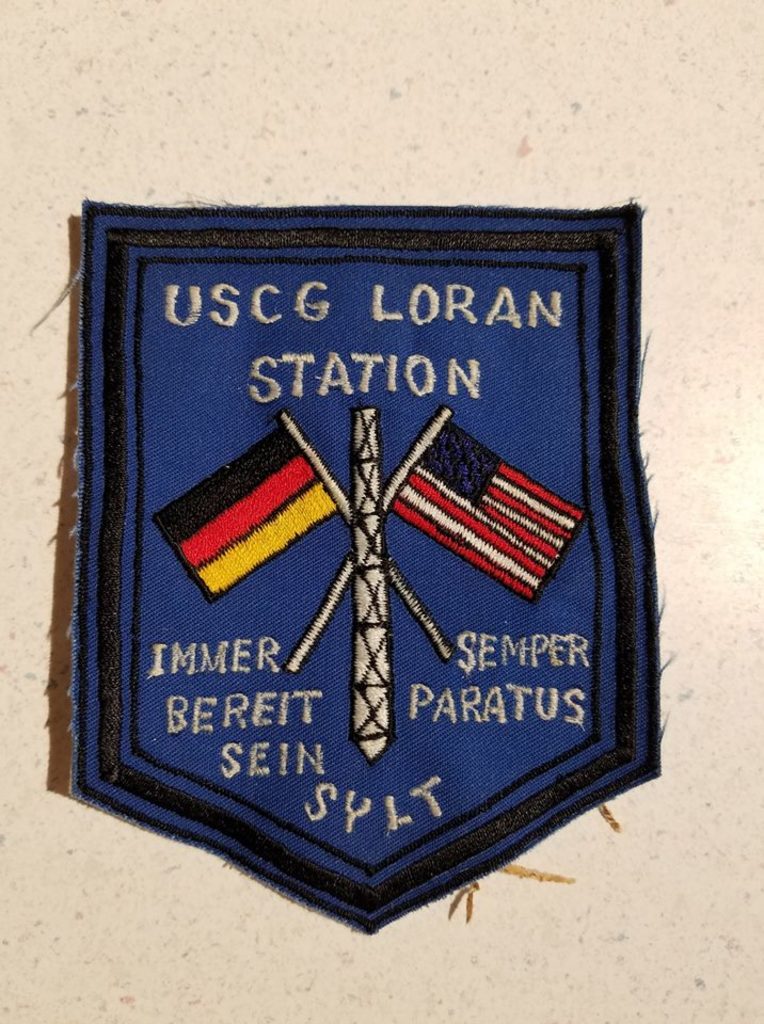 USCG LORAN
STATION
IMMER
BEREIT
SEIN
SEMPER
PARATUS
SYLT